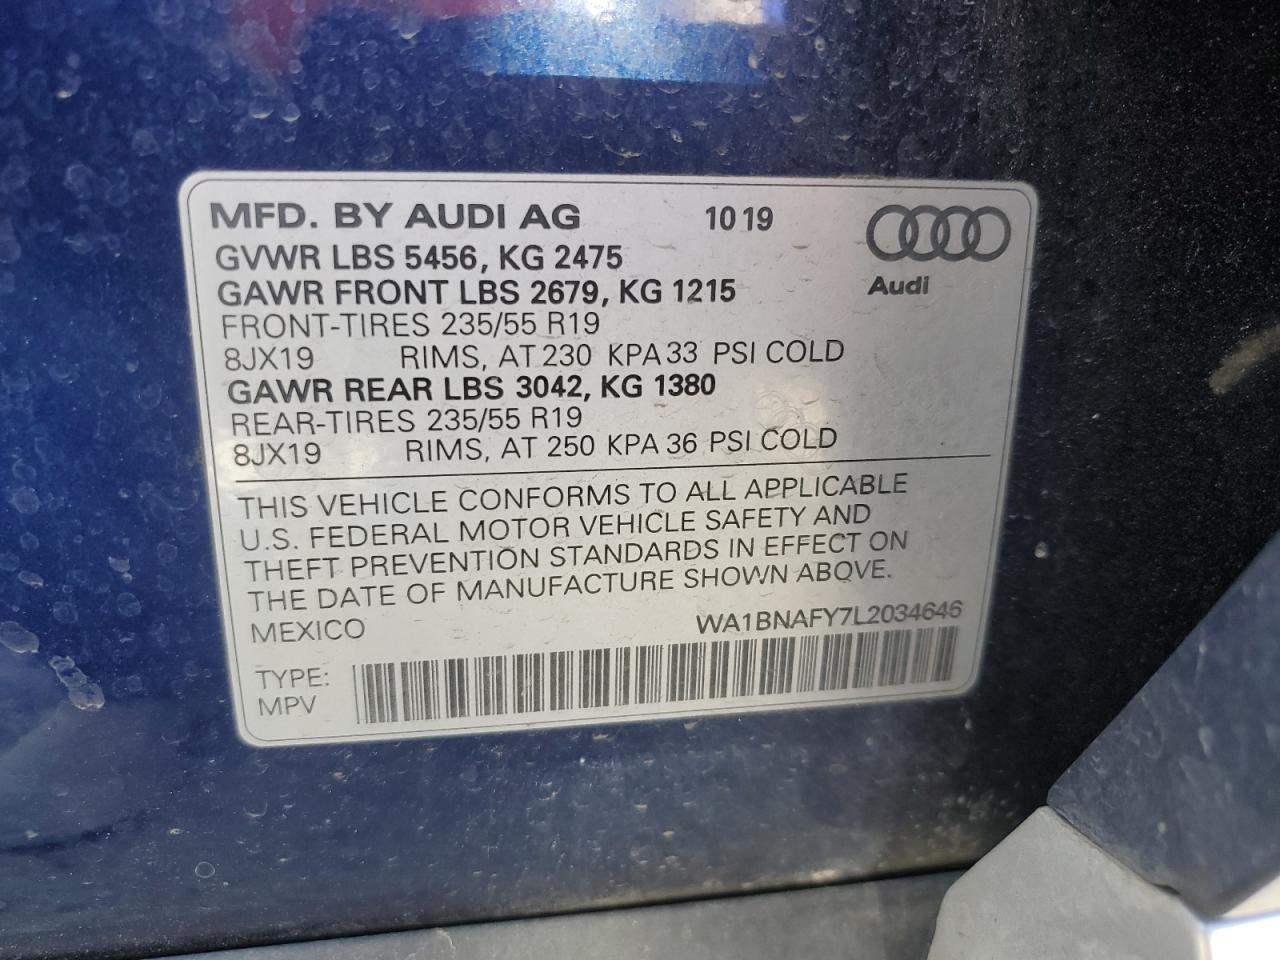 MFD. BY AUDI AG 10 19
GVWR LBS 5456, KG 2475
GAWR FRONT LBS 2679, KG 1215
Audi
FRONT-TIRES 235/55 R19
8JX19 RIMS, AT 230 KPA 33 PSI COLD
GAWR REAR LBS 3042, KG 1380
REAR-TIRES 235/55 R19
8JX19 RIMS, AT 250 KPA 36 PSI COLD
THIS VEHICLE CONFORMS TO ALL APPLICABLE
U.S. FEDERAL MOTOR VEHICLE SAFETY AND
THEFT PREVENTION STANDARDS IN EFFECT ON
THE DATE OF MANUFACTURE SHOWN ABOVE.
MEXICO WA1BNAFY7L2034646
TYPE:
MPV